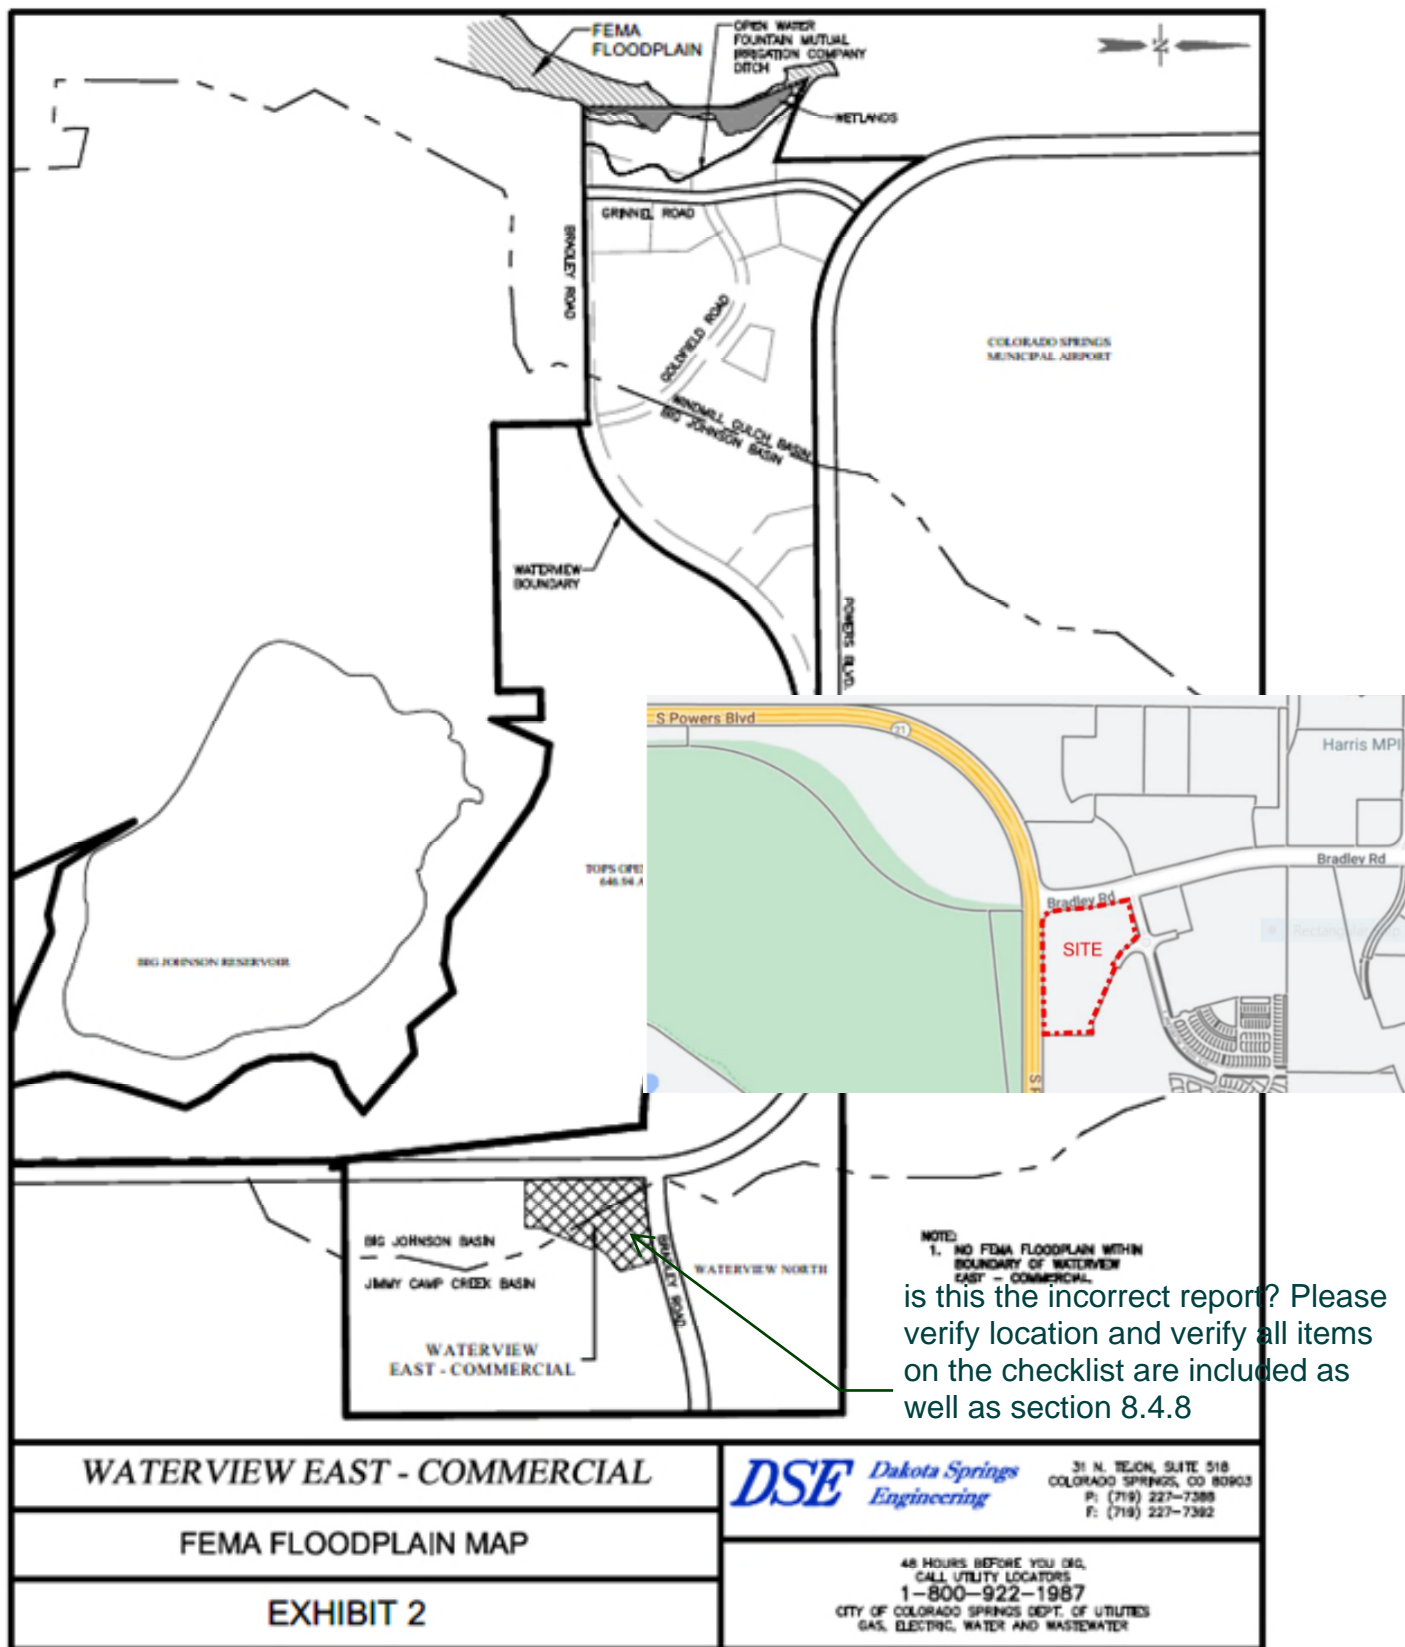 FEMA
FLOODPLAIN
OPEN WATER
FOUNTAIN MUTUAL
IRRIGATION COMPANY
DITCH
N
WETLANDS
GRINNEL ROAD
BRADLEY ROAD
GOLDFIELD ROAD
COLORADO SPRINGS
MUNICIPAL AIRPORT
WINDMILL GULCH BASIN
BIG JOHNSON BASIN
WATERVIEW
BOUNDARY
POWERS BLVD.
S Powers Blvd
21
Harris MPI
Bradley Rd
Bradley Rd
SITE
TOPS
BIG JOHNSON RESERVOIR
BIG JOHNSON BASIN
JIMMY CAMP CREEK BASIN
BRADLEY ROAD
WATERVIEW NORTH
WATERVIEW
EAST - COMMERCIAL
NOTE:
1. NO FEMA FLOODPLAIN WITHIN
BOUNDARY OF WATERVIEW
EAST - COMMERCIAL.
is this the incorrect report? Please
verify location and verify all items
on the checklist are included as
well as section 8.4.8
WATERVIEW EAST - COMMERCIAL
FEMA FLOODPLAIN MAP
EXHIBIT 2
DSE Dakota Springs
Engineering
31 N. TEJON, SUITE 518
COLORADO SPRINGS, CO 80903
P: (719) 227-7388
F: (719) 227-7392
48 HOURS BEFORE YOU DIG,
CALL UTILITY LOCATORS
1-800-922-1987
CITY OF COLORADO SPRINGS DEPT. OF UTILITIES
GAS, ELECTRIC, WATER AND WASTEWATER